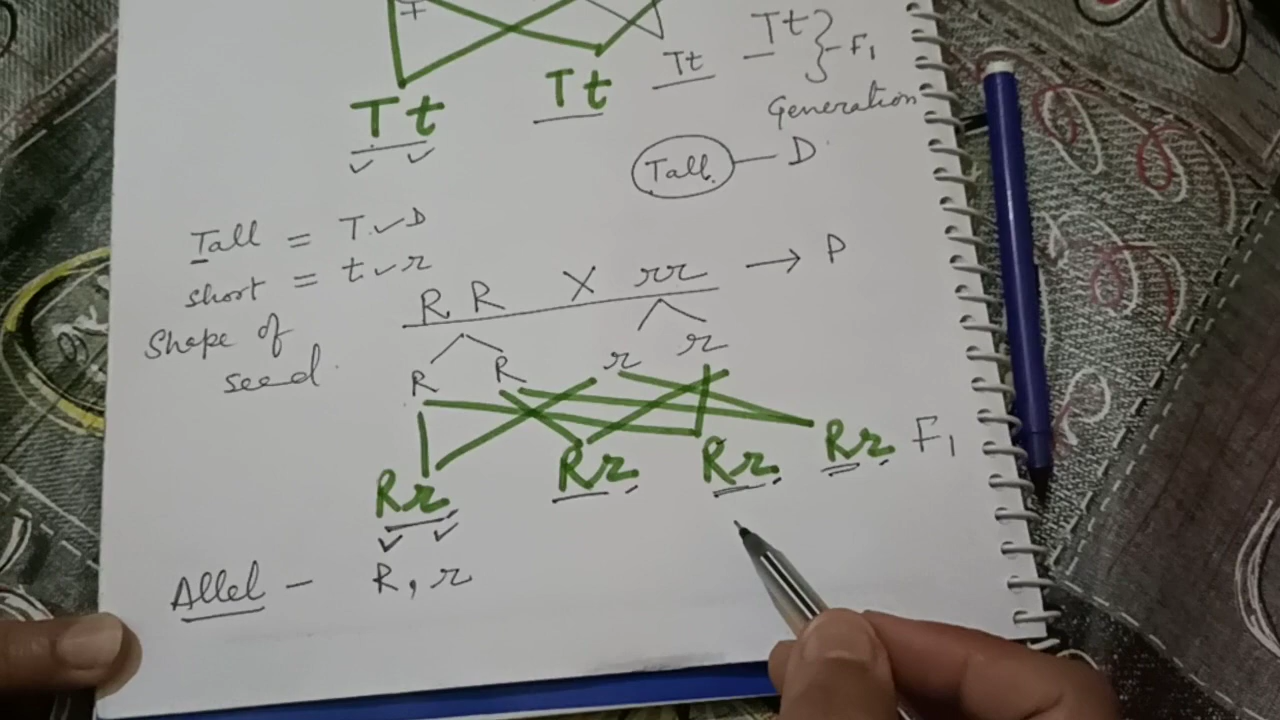 Tt Tt Tt Tt } - F1
Generation
Tall - D
Tall = T ✓ D
short = t ✓ r
RR X rr → P
Shape of
seed
R R r r
Rr Rr Rr Rr F1
Allel - R, r